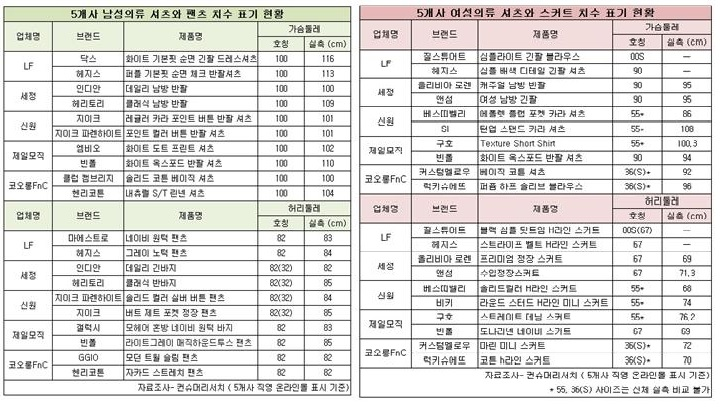 5개사 남성의류 셔츠와 팬츠 치수 표기 현황
업체명 브랜드 제품명 가슴둘레
호칭 실측 (cm)
LF 닥스 화이트 기본핏 순면 긴팔 드레스셔츠 100 116
헤지스 퍼플 기본핏 순면 체크 반팔셔츠 100 113
세정 인디안 데일리 남방 반팔 100 110
헤리토리 클래식 남방 반팔 100 109
신원 지이크 레귤러 카라 포인트 버튼 반팔 셔츠 100 101
지이크 파렌하이트 포인트 컬러 버튼 반팔 셔츠 100 101
제일모직 엠비오 화이트 도트 프린트 셔츠 100 102
빈폴 화이트 옥스포드 반팔 셔츠 100 110
코오롱FnC 클럽 캠브리지 솔리드 코튼 베이직 셔츠 100 100
헨리코튼 내츄럴 S/T 린넨 셔츠 100 104
업체명 브랜드 제품명 허리둘레
호칭 실측 (cm)
LF 마에스트로 네이비 원턱 팬츠 82 83
헤지스 그레이 노턱 팬츠 82 84
세정 인디안 데일리 긴바지 82(32) 82
헤리토리 클래식 반바지 82(32) 85
신원 지이크 파렌하이트 솔리드 컬러 실버 버튼 팬츠 82(32) 84
지이크 버트 제트 포켓 정장 팬츠 82(32) 85
제일모직 갤럭시 모헤어 혼방 네이비 원턱 바지 82 83
빈폴 라이트그레이 매직하운드투스 팬츠 82 85
코오롱FnC GGIO 모던 트윌 슬림 팬츠 82 82
헨리코튼 자카드 스트레치 팬츠 82 84
자료조사- 컨슈머리서치 ( 5개사 직영 온라인몰 표시 기준)
5개사 여성의류 셔츠와 스커트 치수 표기 현황
업체명 브랜드 제품명 가슴둘레
호칭 실측 (cm)
LF 질스튜어트 심플라이트 긴팔 블라우스 00S —
헤지스 심플 배색 디테일 긴팔 셔츠 90 —
세정 올리비아 로렌 캐주얼 남방 반팔 90 95
앤섬 여성 남방 긴팔 90 95
신원 베스띠벨리 에폴렛 플랩 포켓 카라 셔츠 55* 86
SI 턴업 스탠드 카라 셔츠 55* 108
제일모직 구호 Texture Short Shirt 55* 100.3
빈폴 화이트 옥스포드 반팔 셔츠 90 94
코오롱FnC 커스텀멜로우 베이직 코튼 셔츠 36(S)* 92
럭키슈에뜨 퍼퓸 하프 슬리브 블라우스 36(S)* 96
업체명 브랜드 제품명 허리둘레
호칭 실측 (cm)
LF 질스튜어트 블랙 심플 뒷트임 H라인 스커트 00S(67) —
헤지스 스트라이프 벨트 H라인 스커트 67 —
세정 올리비아 로렌 프리미엄 정장 스커트 67 69
앤섬 수입정장스커트 67 71.3
신원 베스띠벨리 솔리드컬러 H라인 스커트 55* 68
비키 라운드 스터드 H라인 미니 스커트 55* 74
제일모직 구호 스트레이트 데님 스커트 55* 76.2
빈폴 도나리넨 네이비 스커트 67 69
코오롱FnC 커스텀멜로우 마린 미니 스커트 36(S)* 72
럭키슈에뜨 코튼 h라인 스커트 36(S)* 70
자료조사- 컨슈머리서치 ( 5개사 직영 온라인몰 표시 기준)
* 55, 36(S) 사이즈는 신체 실측 비교 불가